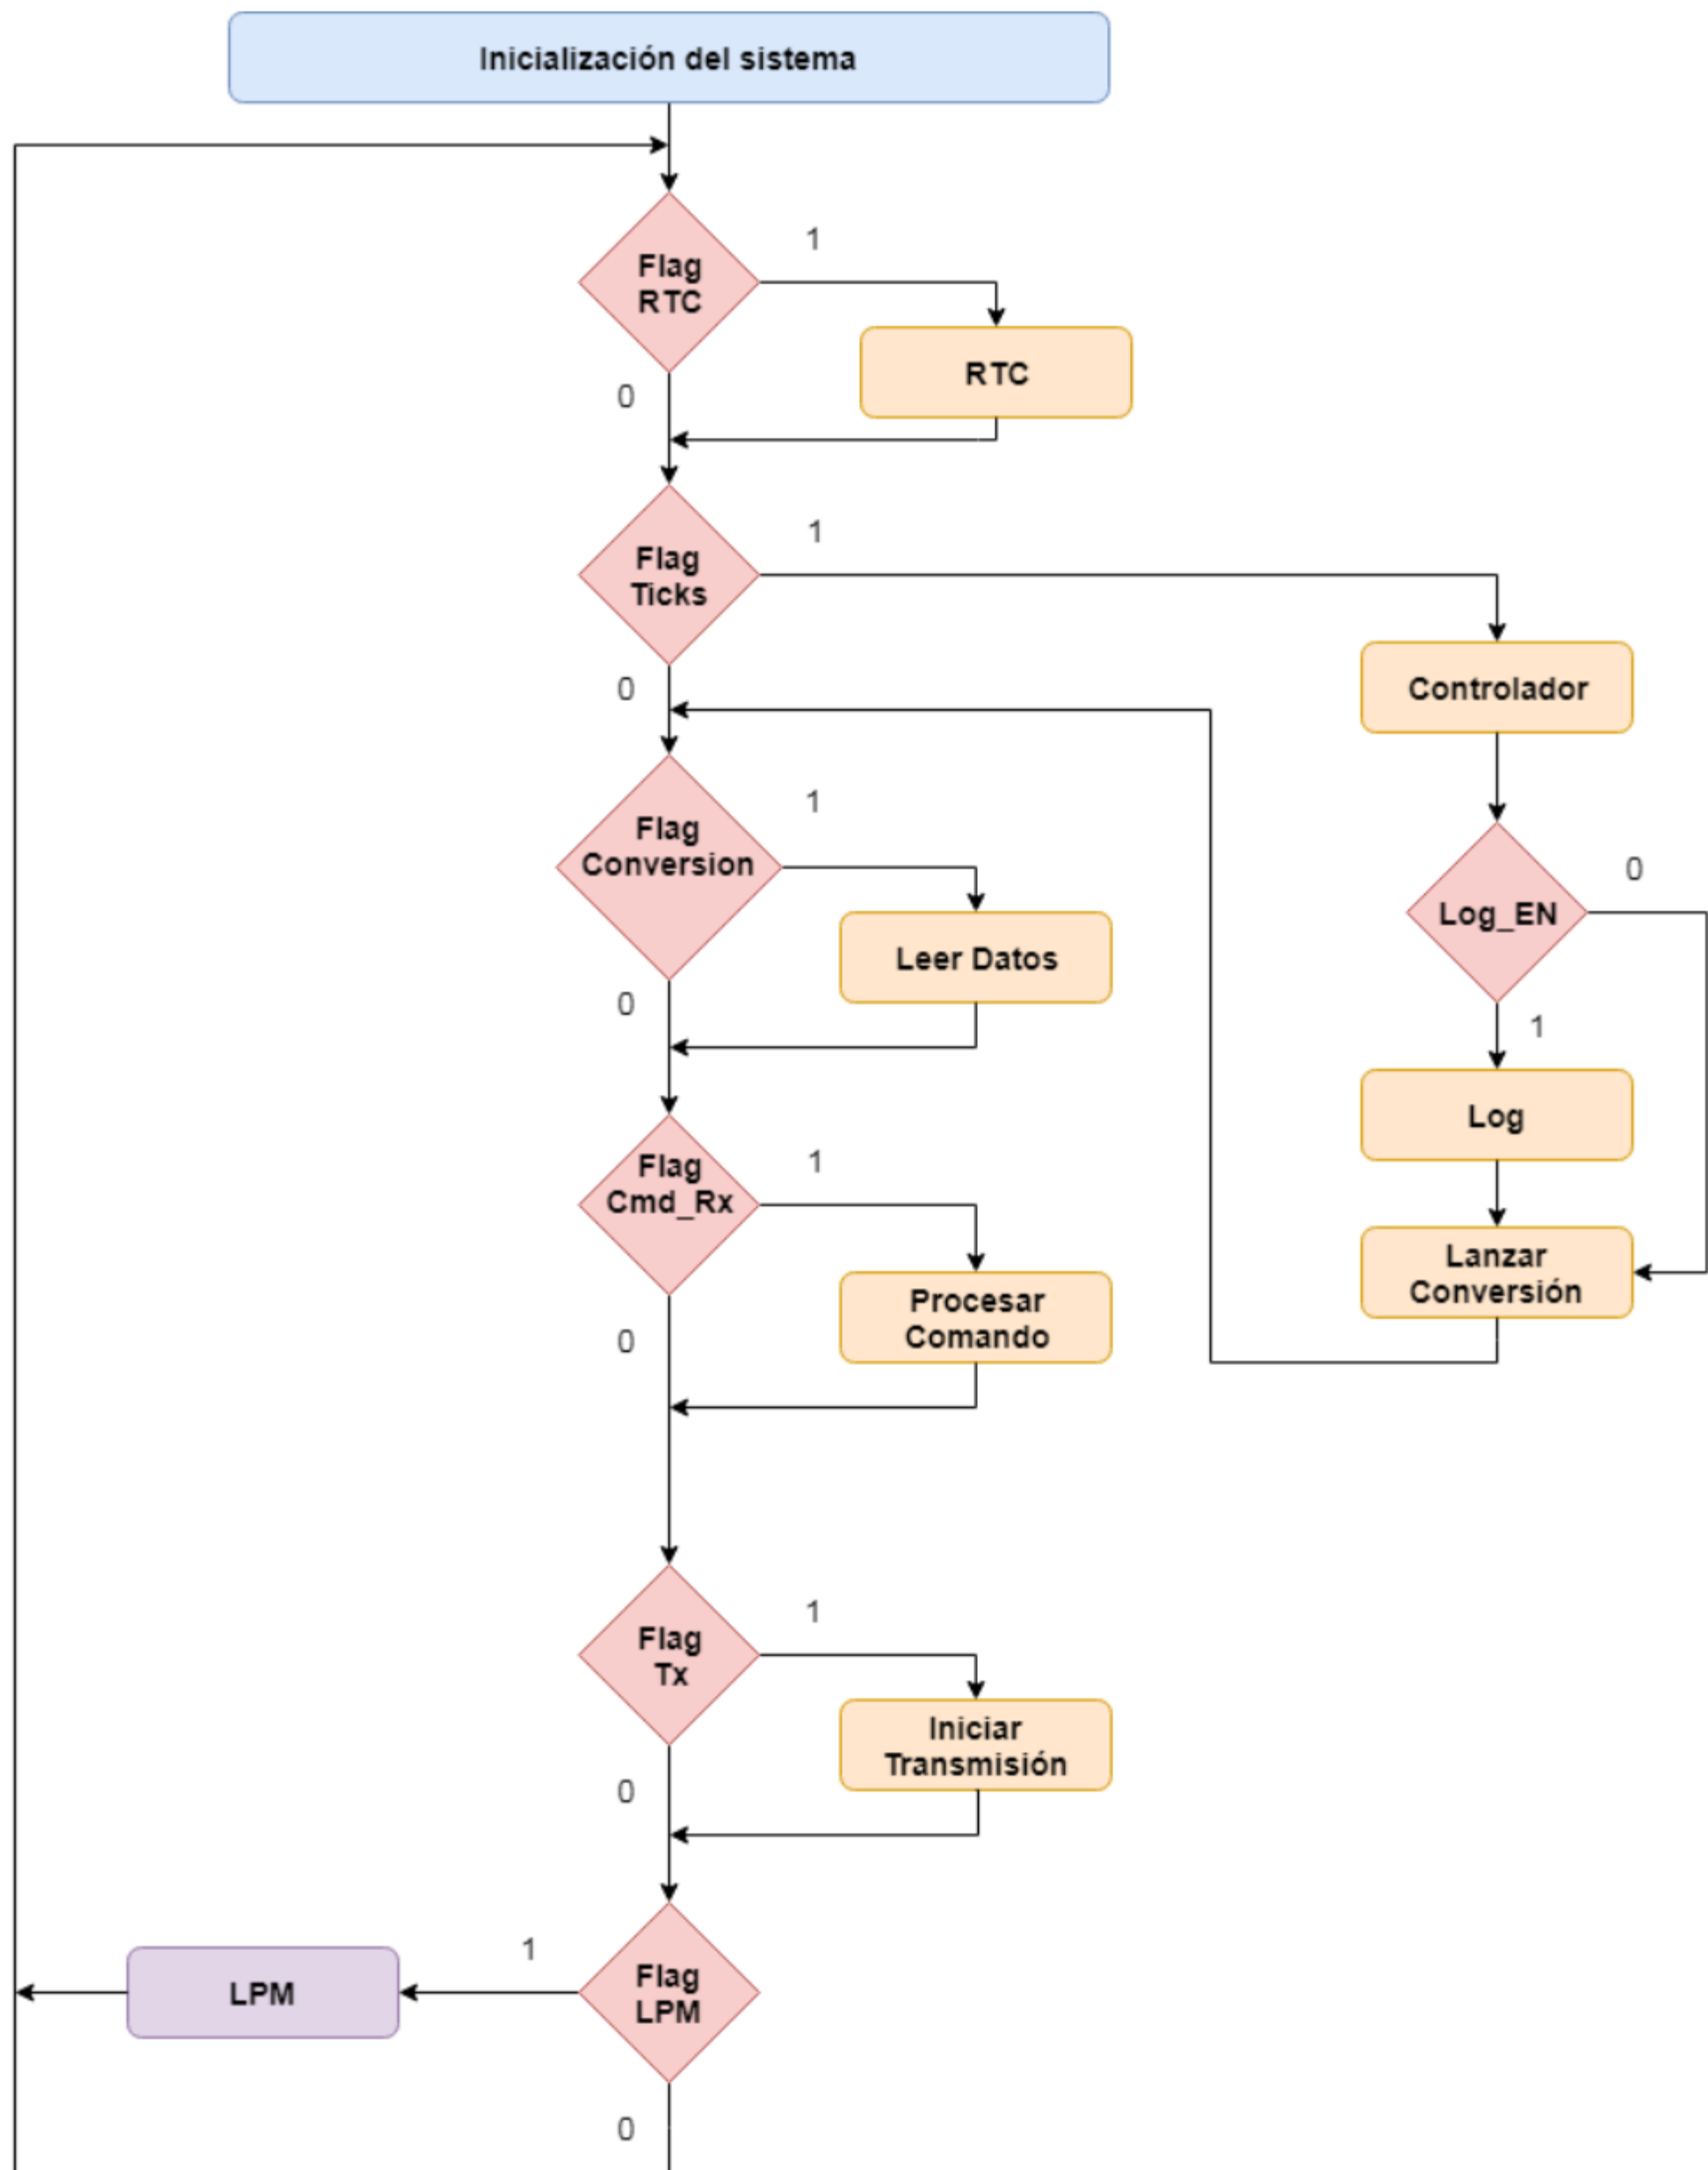 Inicialización del sistema
1
Flag
RTC
RTC
0
1
Flag
Ticks
0
Controlador
1
Flag
Conversion
0
Log_EN
Leer Datos
0
1
Log
1
Flag
Cmd_Rx
Lanzar
Conversión
Procesar
Comando
0
1
Flag
Tx
Iniciar
Transmisión
0
1
LPM
Flag
LPM
0